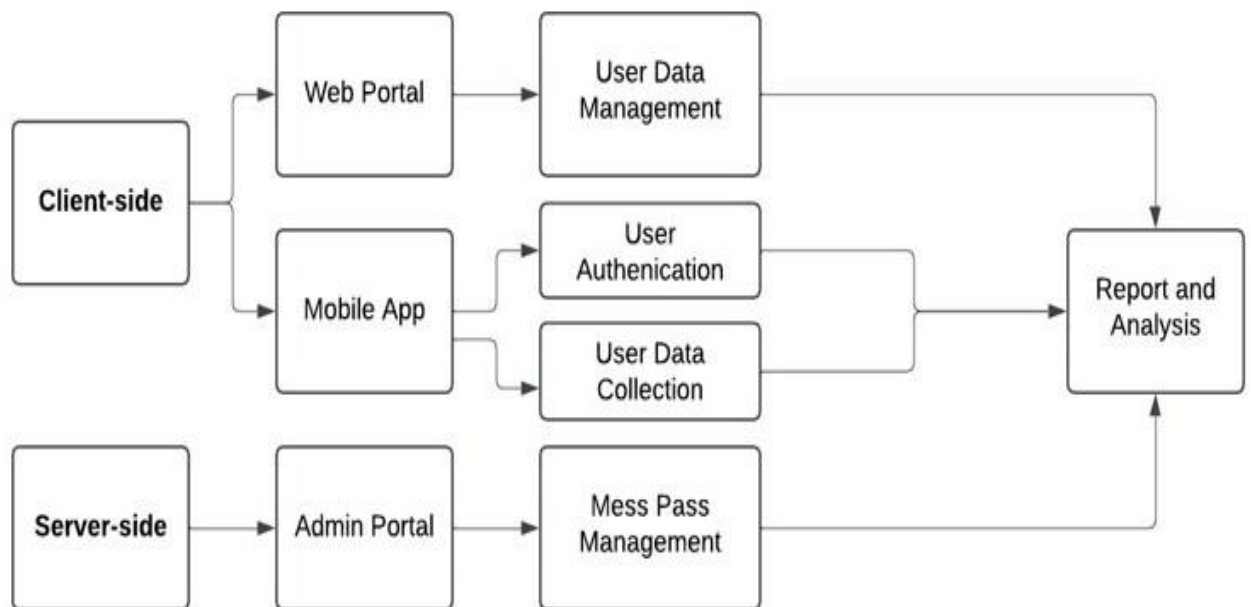 Web Portal
User Data
Management
Client-side
User
Authenication
Mobile App
User Data
Collection
Report and
Analysis
Server-side
Admin Portal
Mess Pass
Management